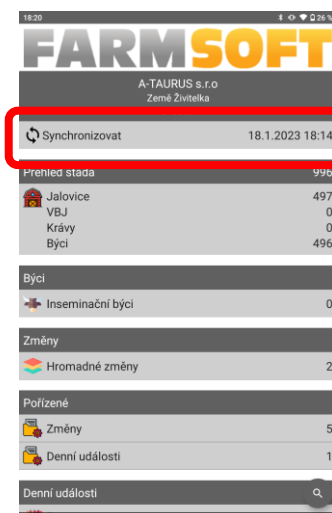 18:20 26 %
FARMSOFT
A-TAURUS s.r.o
Země Živitelka
Synchronizovat 18.1.2023 18:14
Přehled stáda 996
Jalovice 497
VBJ 0
Krávy 0
Býci 496
Býci
Inseminační býci 0
Změny
Hromadné změny 2
Pořízené
Změny 5
Denní události 1
Denní události